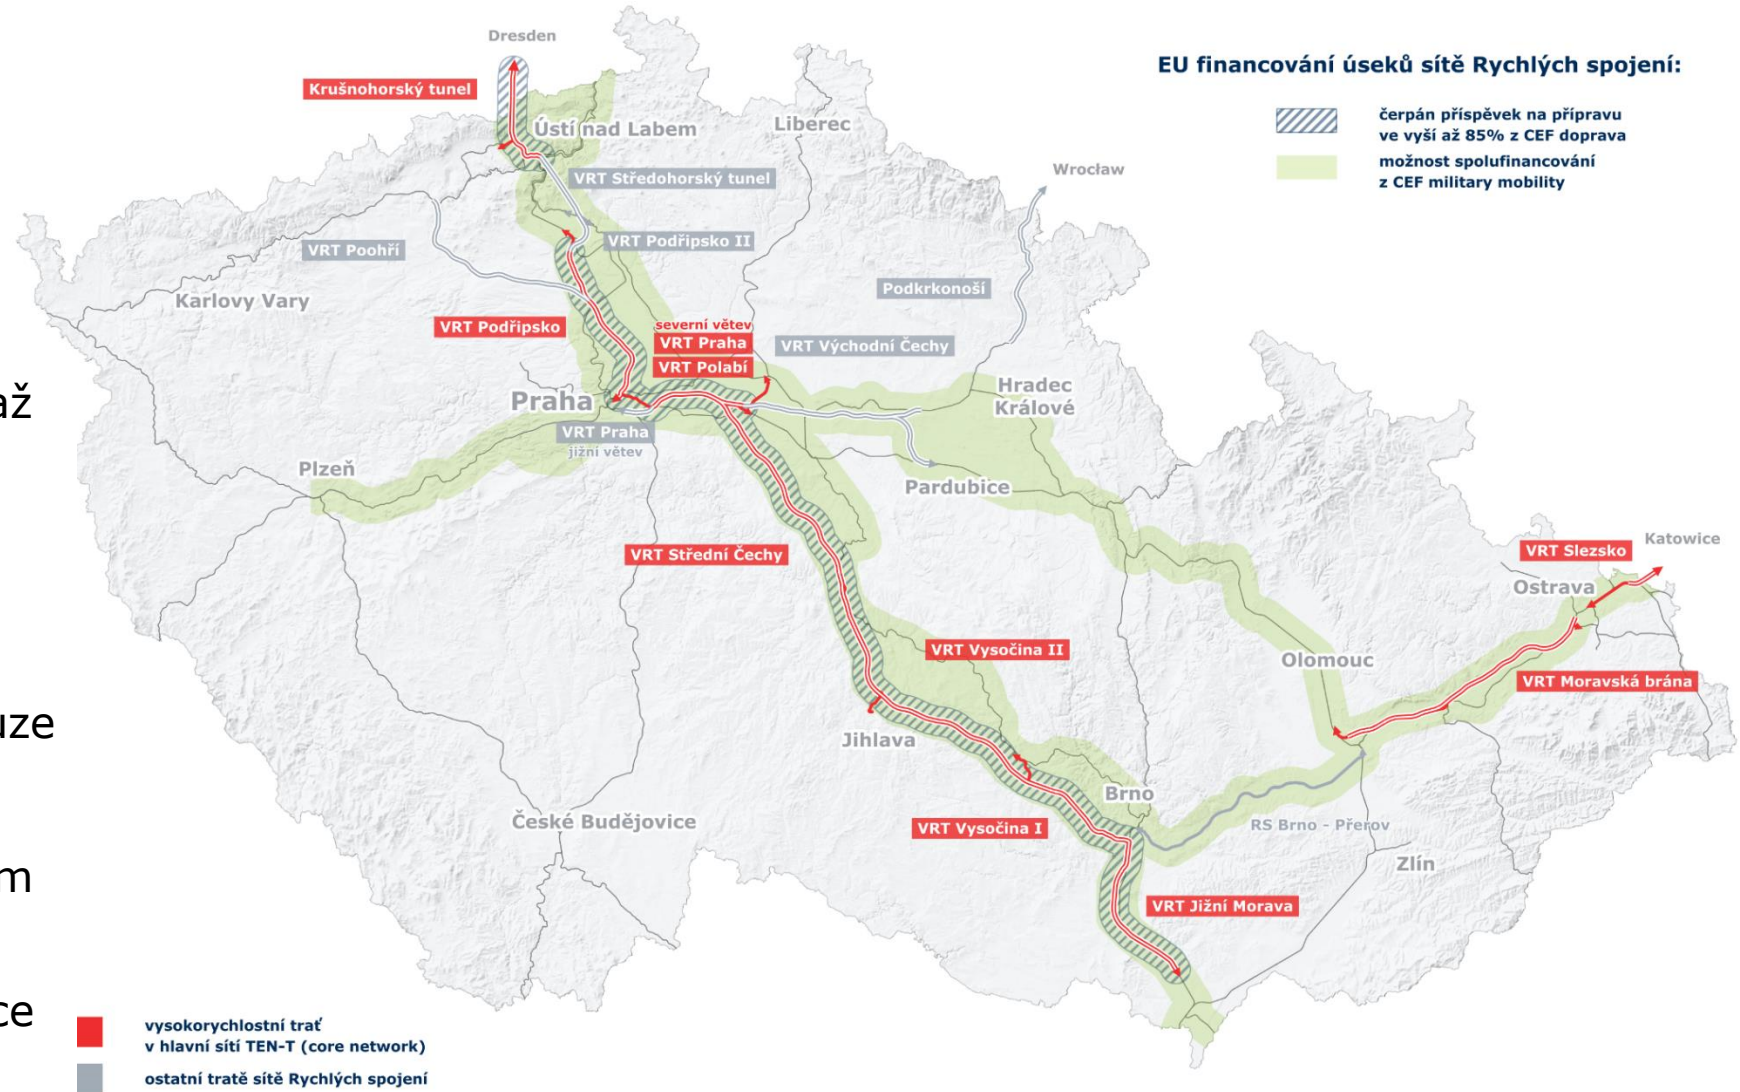 Dresden
EU financování úseků sítě Rychlých spojení:
Krušnohorský tunel
čerpán příspěvek na přípravu
ve vyší až 85% z CEF doprava
Ústí nad Labem
Liberec
možnost spolufinancování
z CEF military mobility
VRT Středohorský tunel
Wrocław
VRT Podřipsko II
VRT Poohří
Podkrkonoší
Karlovy Vary
VRT Podřipsko
severní větev
VRT Praha
VRT Východní Čechy
VRT Polabí
Hradec
Králové
až
Praha
VRT Praha
jižní větev
Plzeň
Pardubice
VRT Střední Čechy
Katowice
VRT Slezsko
Ostrava
VRT Vysočina II
Olomouc
VRT Moravská brána
uze
Jihlava
Brno
České Budějovice
VRT Vysočina I
RS Brno - Přerov
Zlín
m
VRT Jižní Morava
ce
vysokorychlostní trať
v hlavní sítí TEN-T (core network)
ostatní tratě sítě Rychlých spojení